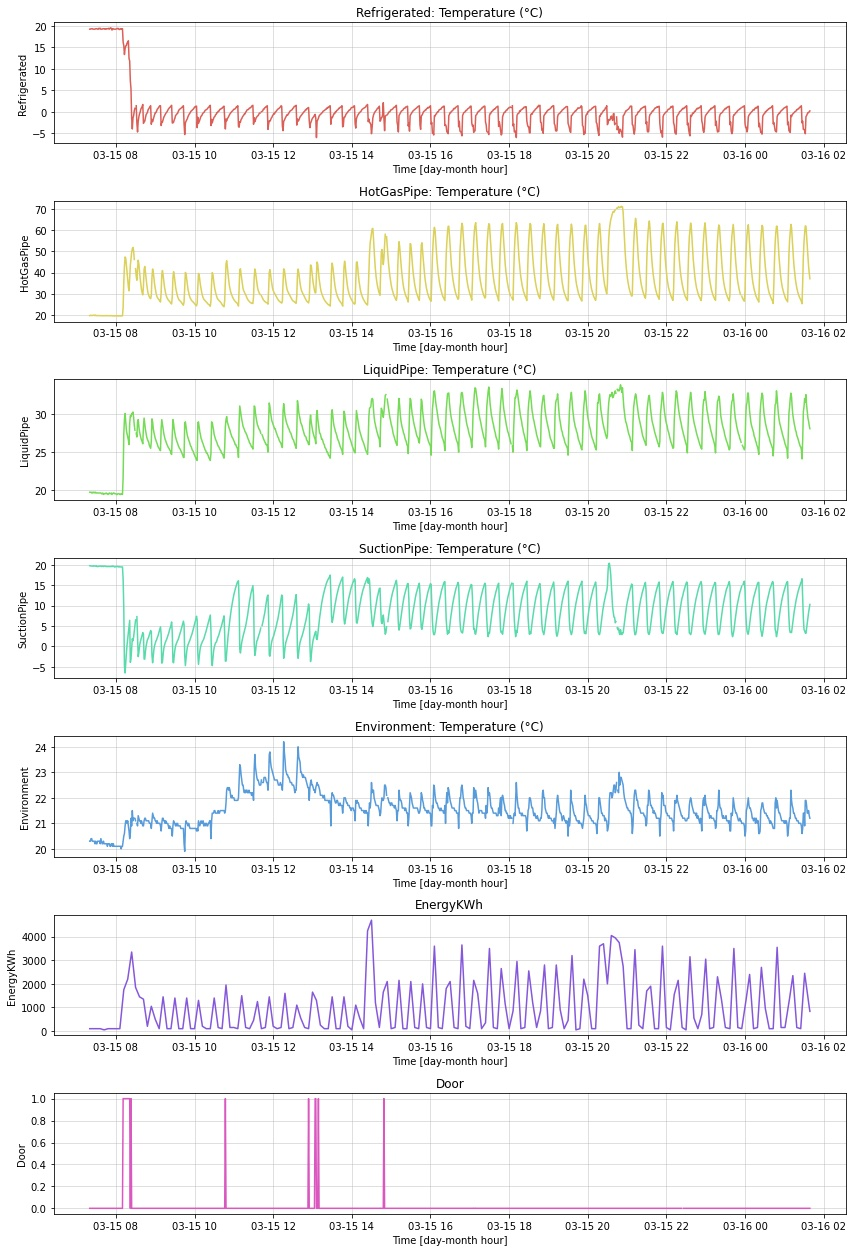 Refrigerated: Temperature (°C)
20
15
10
5
0
−5
Refrigerated
03-15 08 03-15 10 03-15 12 03-15 14 03-15 16 03-15 18 03-15 20 03-15 22 03-16 00 03-16 02
Time [day-month hour]
HotGasPipe: Temperature (°C)
70
60
50
40
30
20
HotGasPipe
03-15 08 03-15 10 03-15 12 03-15 14 03-15 16 03-15 18 03-15 20 03-15 22 03-16 00 03-16 02
Time [day-month hour]
LiquidPipe: Temperature (°C)
30
25
20
LiquidPipe
03-15 08 03-15 10 03-15 12 03-15 14 03-15 16 03-15 18 03-15 20 03-15 22 03-16 00 03-16 02
Time [day-month hour]
SuctionPipe: Temperature (°C)
20
15
10
5
0
−5
SuctionPipe
03-15 08 03-15 10 03-15 12 03-15 14 03-15 16 03-15 18 03-15 20 03-15 22 03-16 00 03-16 02
Time [day-month hour]
Environment: Temperature (°C)
24
23
22
21
20
Environment
03-15 08 03-15 10 03-15 12 03-15 14 03-15 16 03-15 18 03-15 20 03-15 22 03-16 00 03-16 02
Time [day-month hour]
EnergyKWh
4000
3000
2000
1000
0
EnergyKWh
03-15 08 03-15 10 03-15 12 03-15 14 03-15 16 03-15 18 03-15 20 03-15 22 03-16 00 03-16 02
Time [day-month hour]
Door
1.0
0.8
0.6
0.4
0.2
0.0
Door
03-15 08 03-15 10 03-15 12 03-15 14 03-15 16 03-15 18 03-15 20 03-15 22 03-16 00 03-16 02
Time [day-month hour]